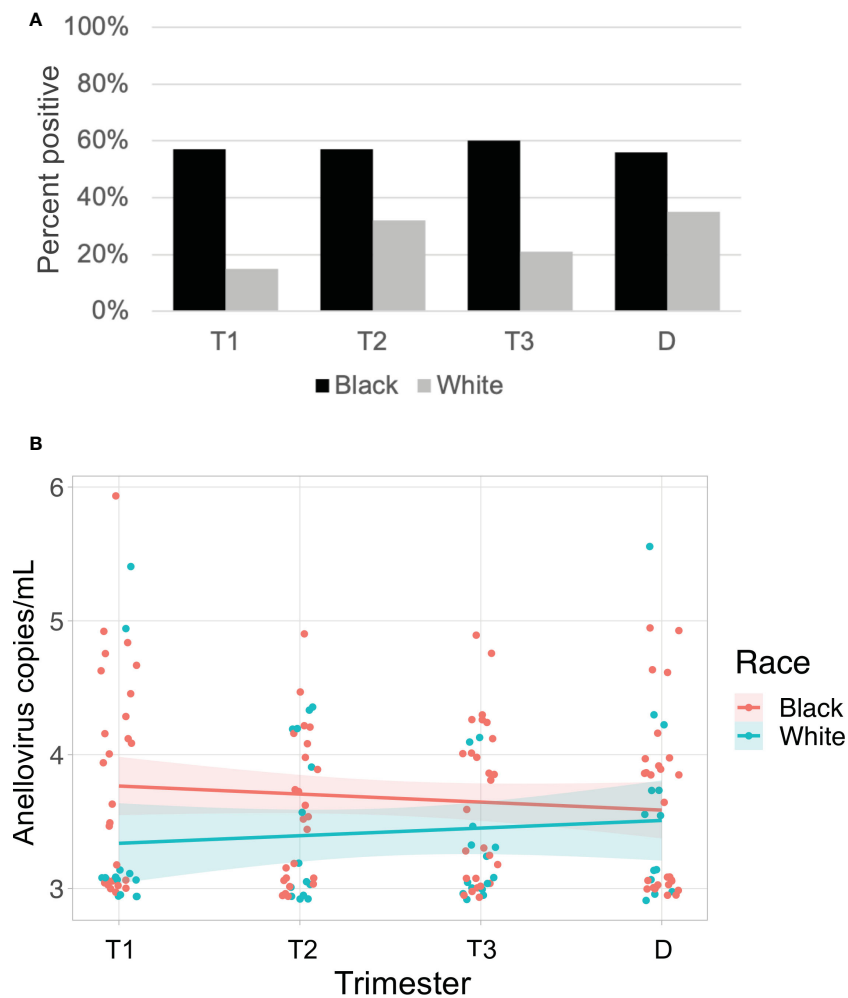 A
100%
80%
60%
40%
20%
0%
Percent positive
T1 T2 T3 D
Black White
B
6
5
4
3
Anellovirus copies/mL
T1 T2 T3 D
Trimester
Race
Black
White